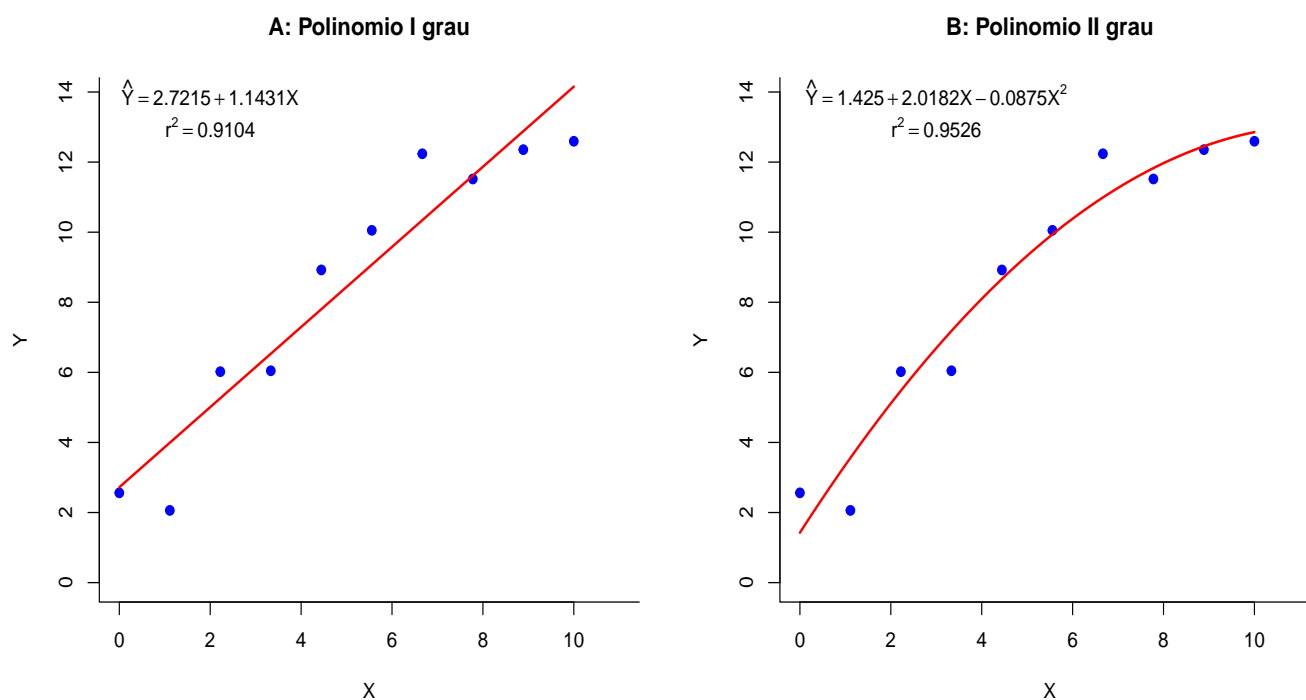 A: Polinomio I grau
Ŷ = 2.7215 + 1.1431X
r² = 0.9104
14
12
10
8
6
4
2
0
Y
0 2 4 6 8 10
X
B: Polinomio II grau
Ŷ = 1.425 + 2.0182X − 0.0875X²
r² = 0.9526
14
12
10
8
6
4
2
0
Y
0 2 4 6 8 10
X